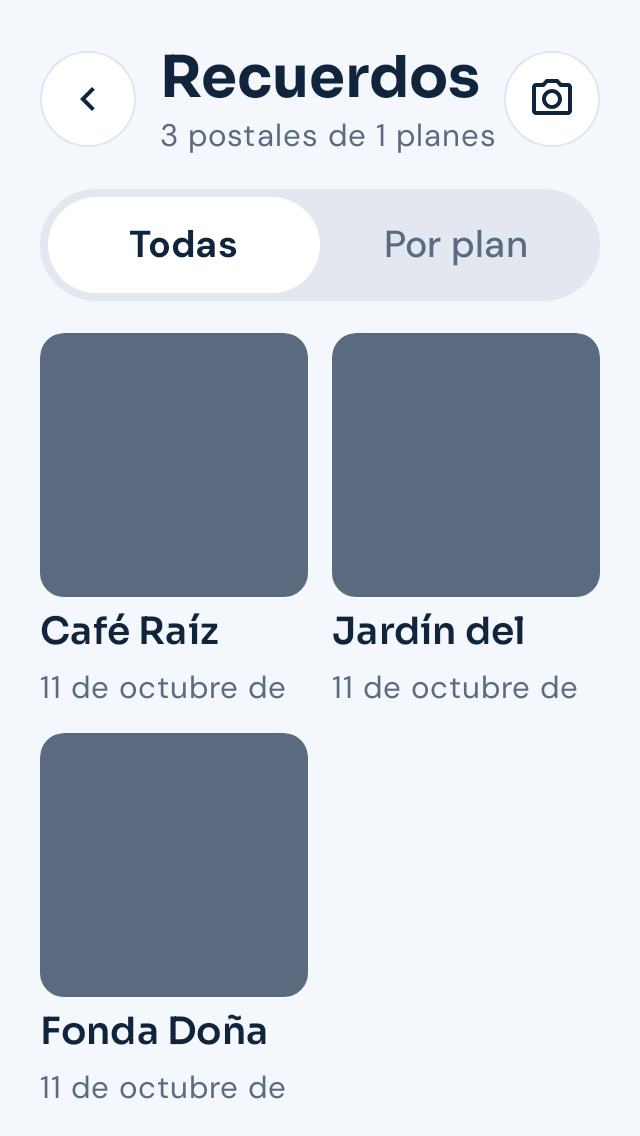 Recuerdos
3 postales de 1 planes
Todas
Por plan
Café Raíz
Jardín del
11 de octubre de
11 de octubre de
Fonda Doña
11 de octubre de